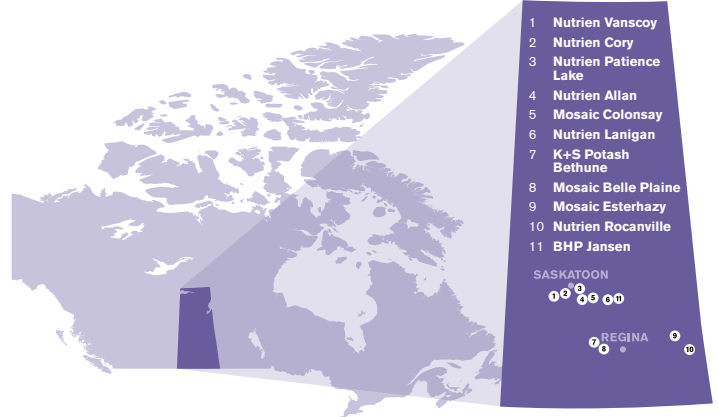 1 Nutrien Vanscoy
2 Nutrien Cory
3 Nutrien Patience
Lake
4 Nutrien Allan
5 Mosaic Colonsay
6 Nutrien Lanigan
7 K+S Potash
Bethune
8 Mosaic Belle Plaine
9 Mosaic Esterhazy
10 Nutrien Rocanville
11 BHP Jansen
SASKATOON
1 2 3 4 5 6 11
REGINA
7 8 9 10